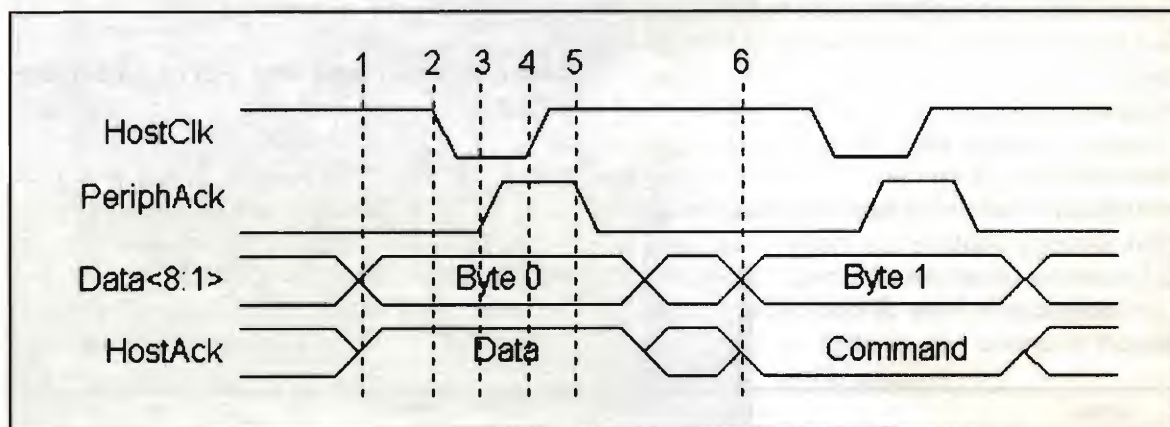 1 2 3 4 5 6
HostClk
PeriphAck
Data<8:1> Byte 0 Byte 1
HostAck Data Command